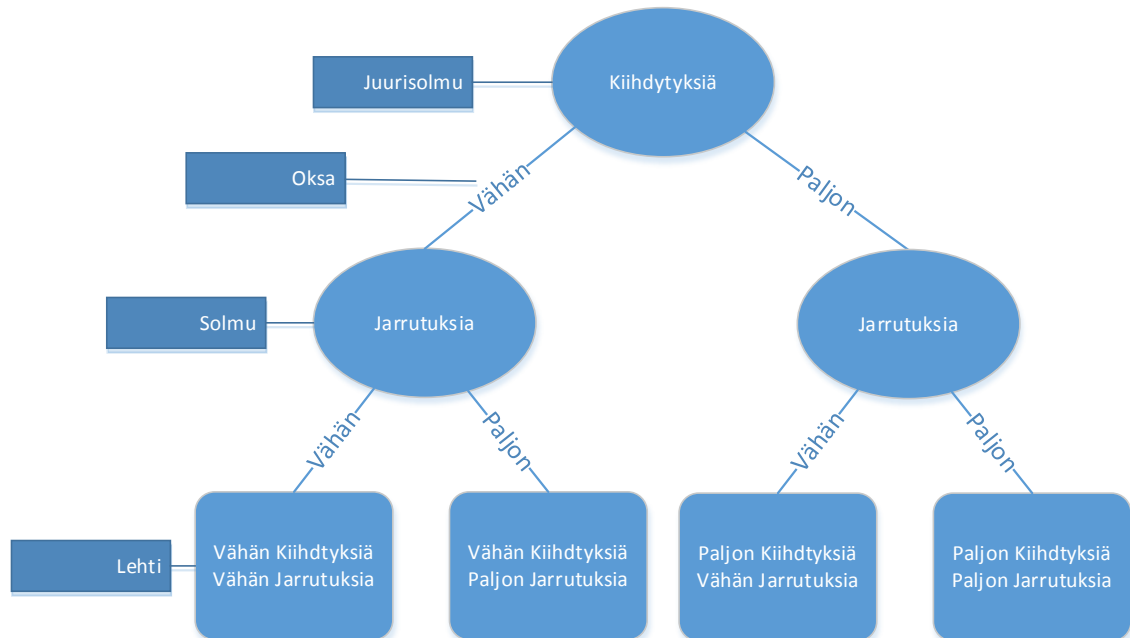 Juurisolmu
Kiihdytyksiä
Oksa
Vähän
Paljon
Solmu
Jarrutuksia
Jarrutuksia
Vähän
Paljon
Vähän
Paljon
Lehti
Vähän Kiihdtyksiä
Vähän Jarrutuksia
Vähän Kiihdtyksiä
Paljon Jarrutuksia
Paljon Kiihdtyksiä
Vähän Jarrutuksia
Paljon Kiihdtyksiä
Paljon Jarrutuksia